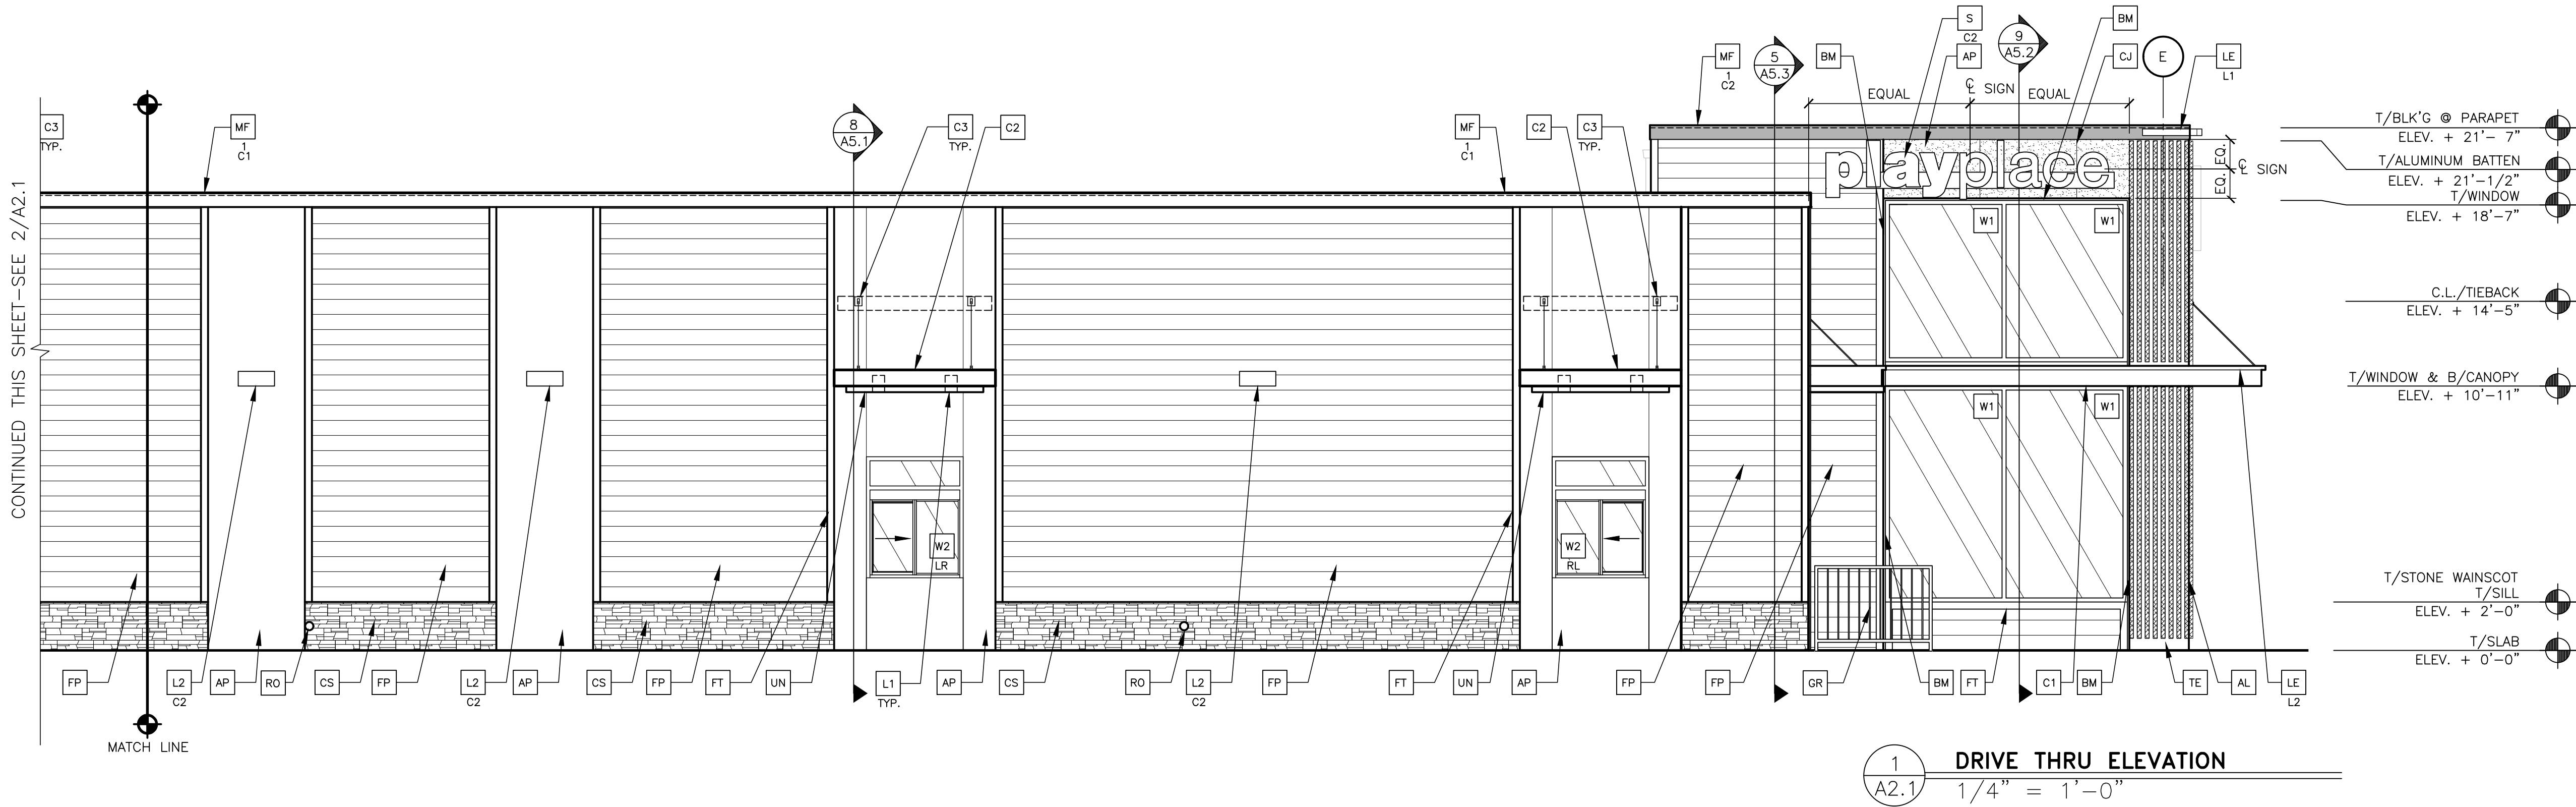 S
C2
9
A5.2
BM
MF
1
C2
5
A5.3
BM
AP
CJ
E
LE
L1
EQUAL
℄ SIGN
EQUAL
C3
TYP.
MF
1
C1
8
A5.1
C3
TYP.
C2
MF
1
C1
C2
C3
TYP.
T/BLK'G @ PARAPET
ELEV. + 21'- 7"
T/ALUMINUM BATTEN
ELEV. + 21'-1/2"
T/WINDOW
ELEV. + 18'-7"
playplace
EQ.
EQ.
℄ SIGN
CONTINUED THIS SHEET-SEE 2/A2.1
W1
W1
C.L./TIEBACK
ELEV. + 14'-5"
T/WINDOW & B/CANOPY
ELEV. + 10'-11"
W1
W1
W2
LR
W2
RL
T/STONE WAINSCOT
T/SILL
ELEV. + 2'-0"
T/SLAB
ELEV. + 0'-0"
FP
L2
C2
AP
RO
CS
FP
L2
C2
AP
CS
FP
FT
UN
L1
TYP.
AP
CS
RO
L2
C2
FP
FT
UN
AP
FP
FP
GR
BM
FT
C1
BM
TE
AL
LE
L2
MATCH LINE
1
A2.1
DRIVE THRU ELEVATION
1/4" = 1'-0"